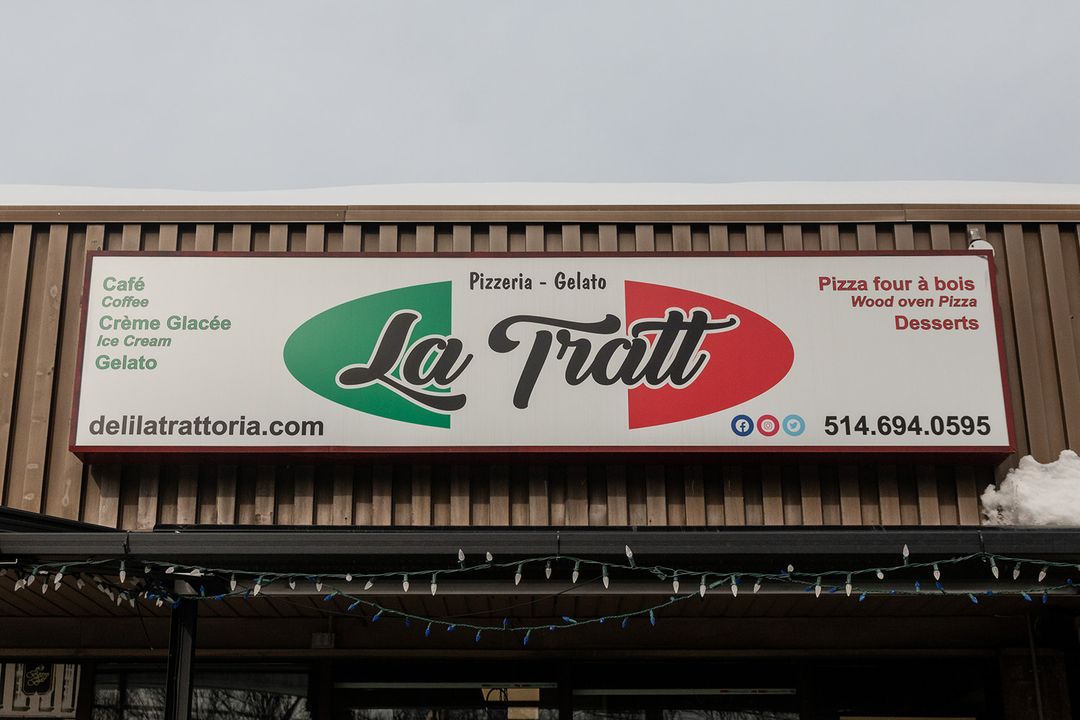 Pizzeria - Gelato
La Tratt
Café
Coffee
Crème Glacée
Ice Cream
Gelato
delilatrattoria.com
Pizza four à bois
Wood oven Pizza
Desserts
514.694.0595